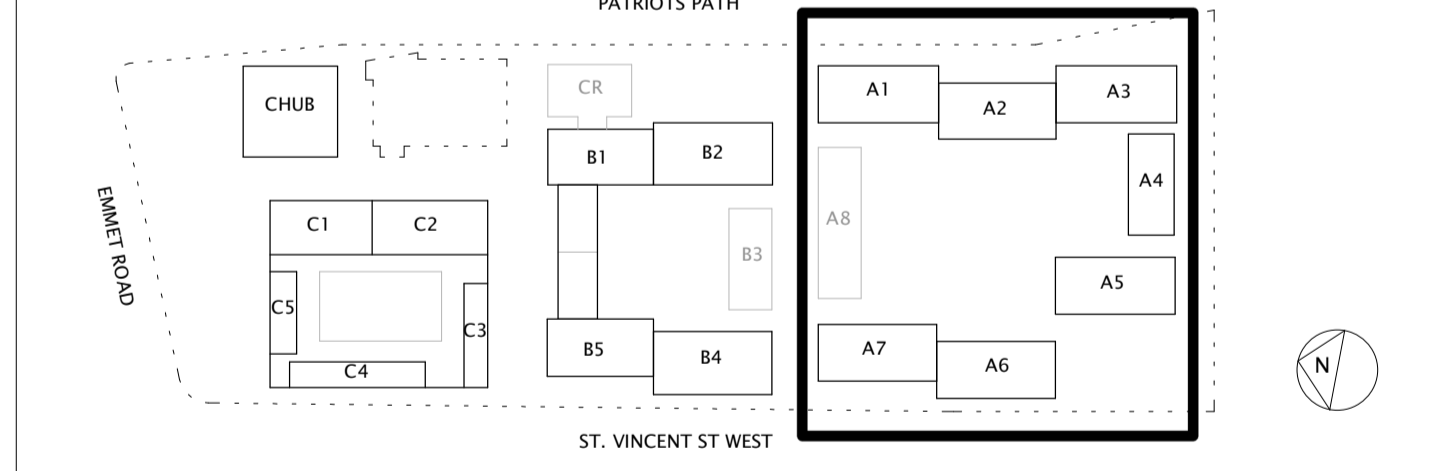 PATRIOTS PATH
CHUB
CR
A1
A2
A3
B1
B2
A4
EMMET ROAD
C1
C2
A8
B3
A5
C5
C3
B5
B4
A7
A6
C4
N
ST. VINCENT ST WEST